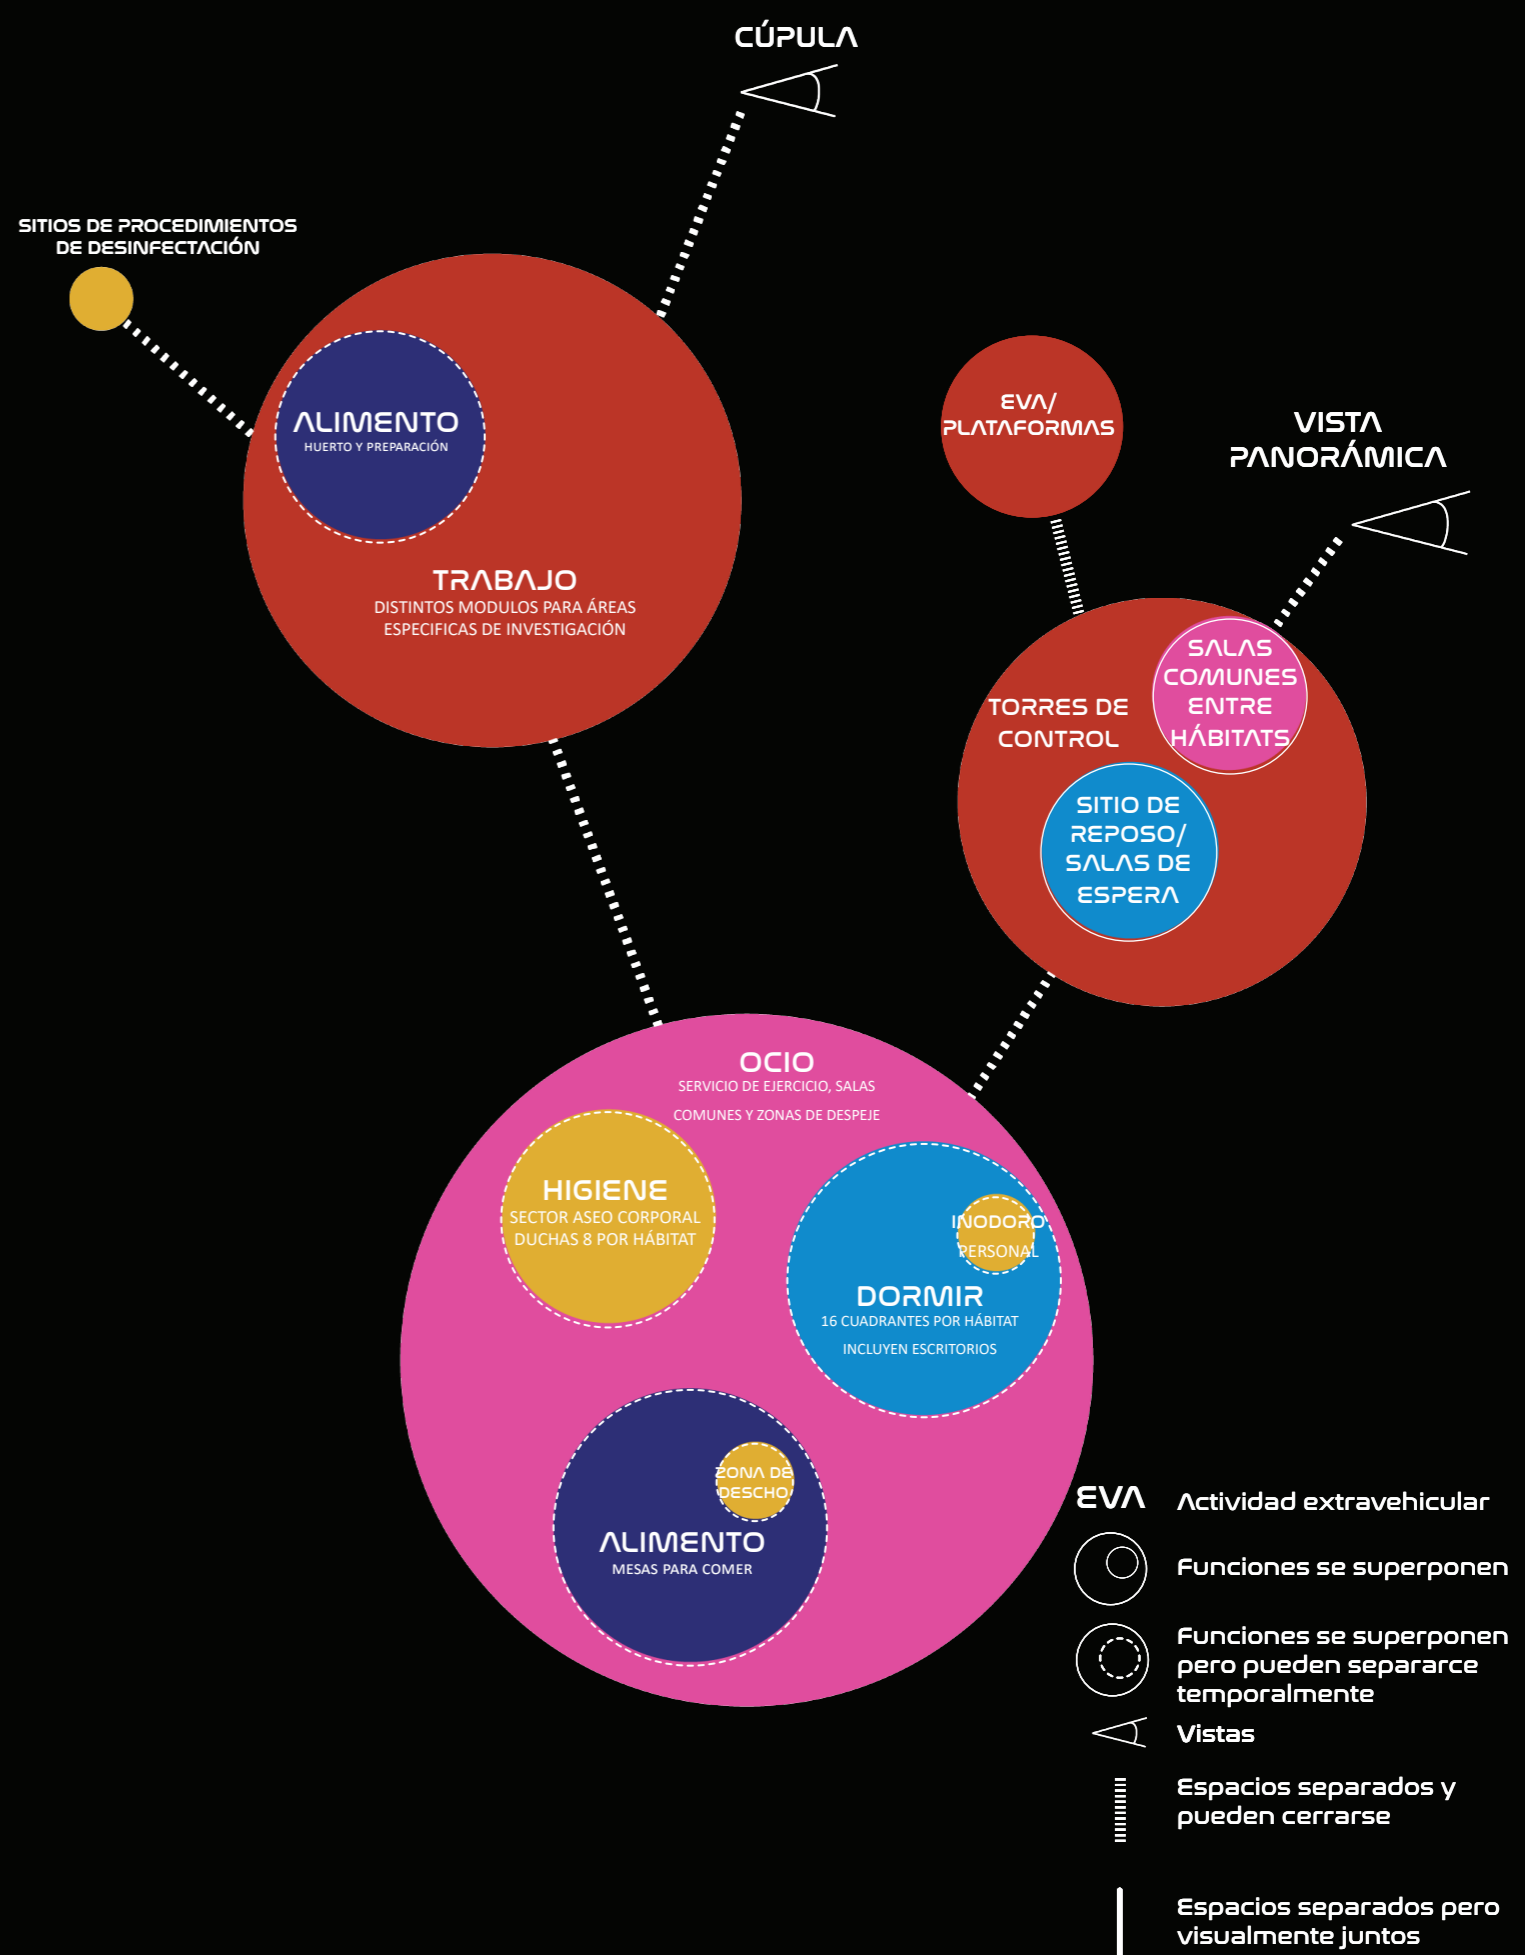 CÚPULA
SITIOS DE PROCEDIMIENTOS
DE DESINFECTACIÓN
ALIMENTO
HUERTO Y PREPARACIÓN
TRABAJO
DISTINTOS MODULOS PARA ÁREAS
ESPECIFICAS DE INVESTIGACIÓN
EVA/
PLATAFORMAS
VISTA
PANORÁMICA
SALAS
COMUNES
ENTRE
HÁBITATS
TORRES DE
CONTROL
SITIO DE
REPOSO/
SALAS DE
ESPERA
OCIO
SERVICIO DE EJERCICIO, SALAS
COMUNES Y ZONAS DE DESPEJE
HIGIENE
SECTOR ASEO CORPORAL
DUCHAS 8 POR HÁBITAT
INODORO
PERSONAL
DORMIR
16 CUADRANTES POR HÁBITAT
INCLUYEN ESCRITORIOS
ZONA DE
DESCHO
ALIMENTO
MESAS PARA COMER
EVA Actividad extravehicular
Funciones se superponen
Funciones se superponen
pero pueden separarce
temporalmente
Vistas
Espacios separados y
pueden cerrarse
Espacios separados pero
visualmente juntos